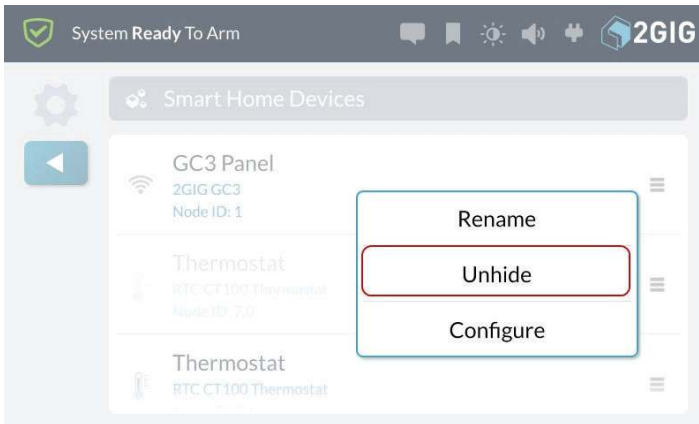 System Ready To Arm
2GIG
Smart Home Devices
GC3 Panel
2GIG GC3
Node ID: 1
Rename
Thermostat
RTC CT100 Thermostat
Node ID: 7.0
Unhide
Configure
Thermostat
RTC CT100 Thermostat